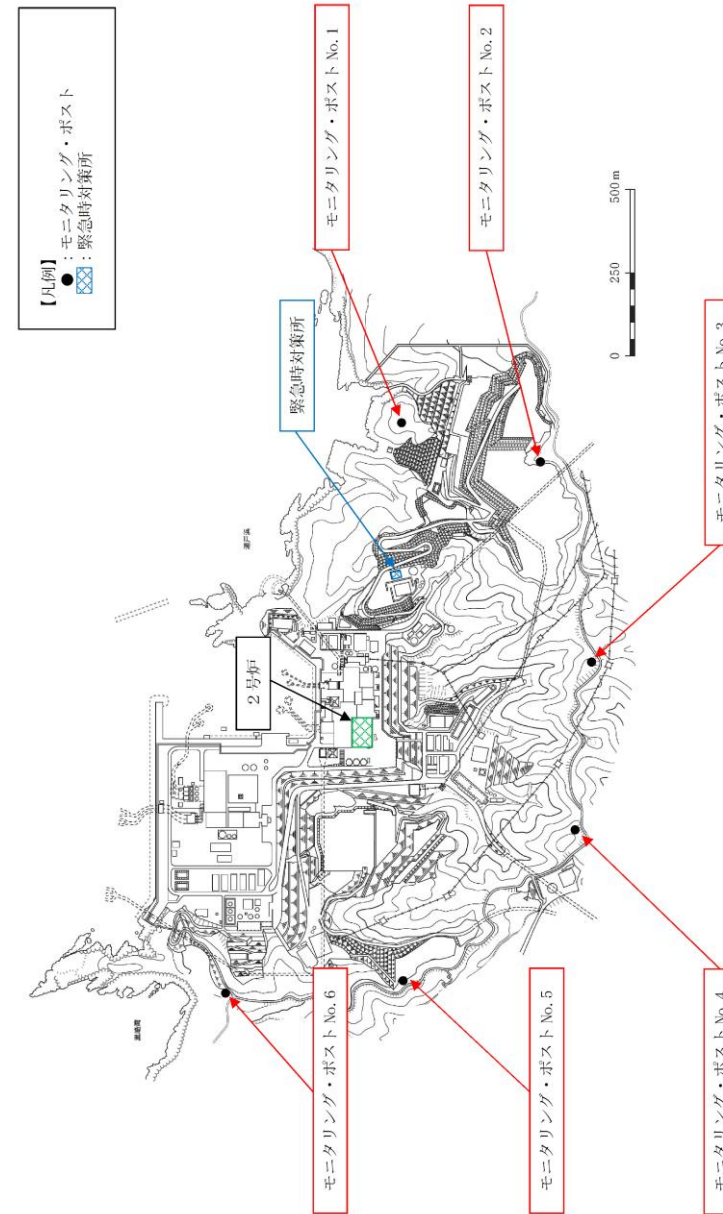 【凡例】
●：モニタリング・ポスト
：緊急時対策所
モニタリング・ポスト No. 1
モニタリング・ポスト No. 2
モニタリング・ポスト No. 3
モニタリング・ポスト No. 4
モニタリング・ポスト No. 5
モニタリング・ポスト No. 6
緊急時対策所
２号炉
0
250
500 m